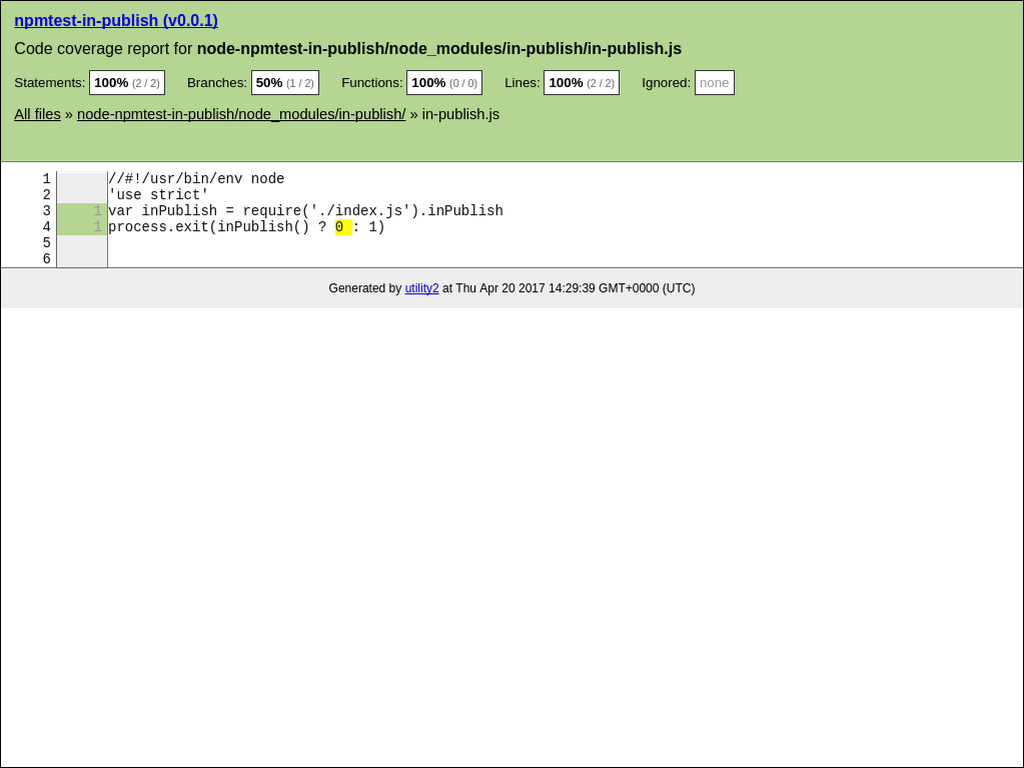 npmtest-in-publish (v0.0.1)
Code coverage report for node-npmtest-in-publish/node_modules/in-publish/in-publish.js
Statements: 100% (2 / 2) Branches: 50% (1 / 2) Functions: 100% (0 / 0) Lines: 100% (2 / 2) Ignored: none
All files » node-npmtest-in-publish/node_modules/in-publish/ » in-publish.js
1 //#!/usr/bin/env node
2 'use strict'
3 1 var inPublish = require('./index.js').inPublish
4 1 process.exit(inPublish() ? 0 : 1)
5
6
Generated by utility2 at Thu Apr 20 2017 14:29:39 GMT+0000 (UTC)